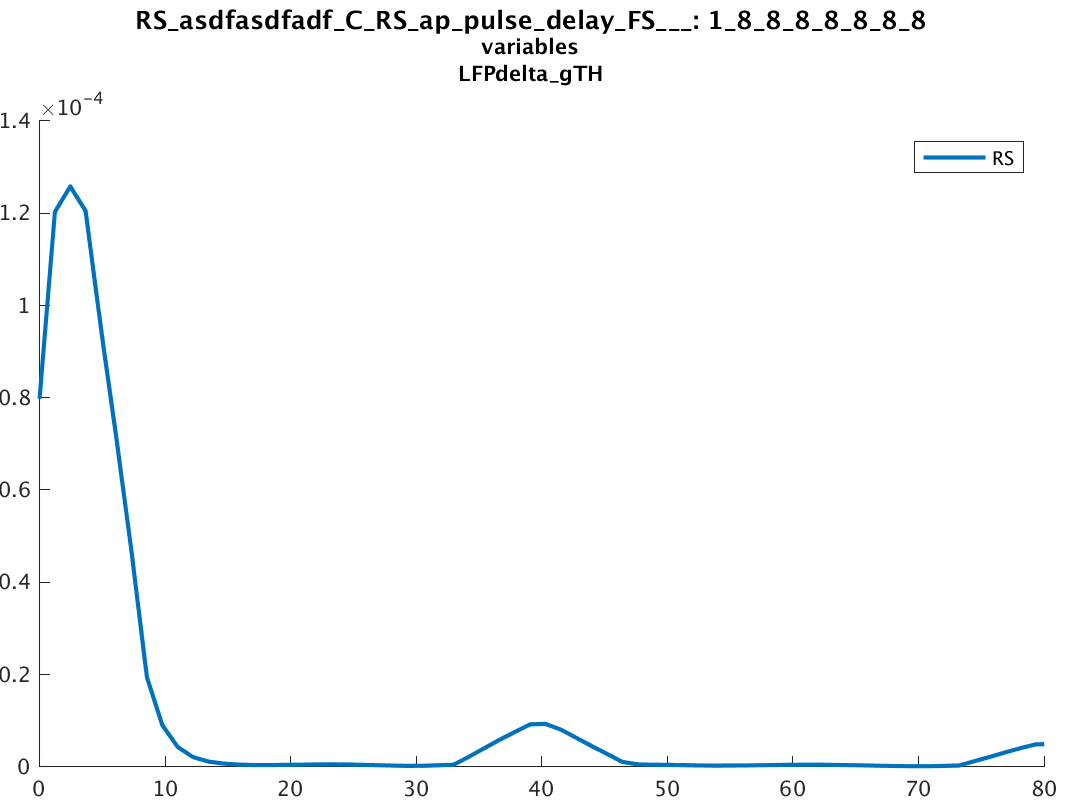 RS_asdfasdfadf_C_RS_ap_pulse_delay_FS___: 1_8_8_8_8_8_8_8
variables
LFPdelta_gTH
×10⁻⁴
1.4
1.2
1
0.8
0.6
0.4
0.2
0
RS
0 10 20 30 40 50 60 70 80